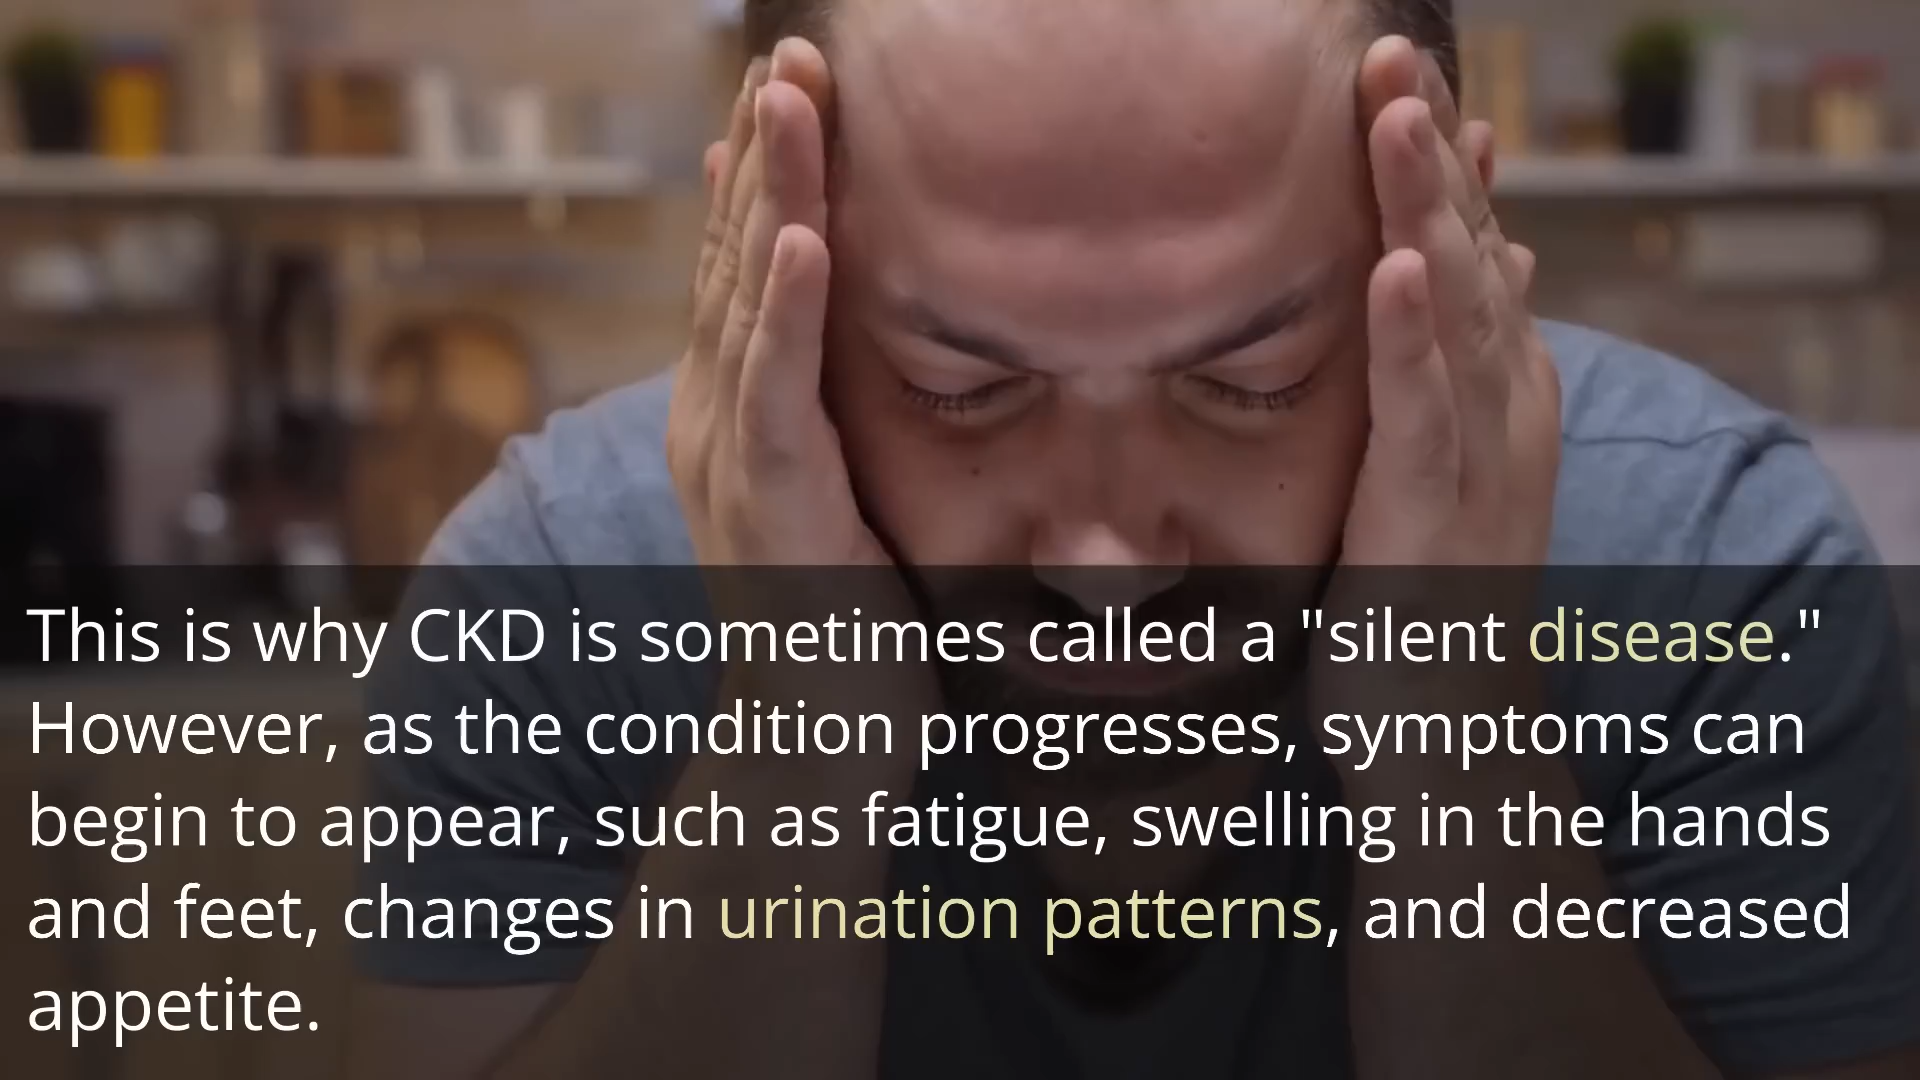 This is why CKD is sometimes called a "silent disease."
However, as the condition progresses, symptoms can
begin to appear, such as fatigue, swelling in the hands
and feet, changes in urination patterns, and decreased
appetite.